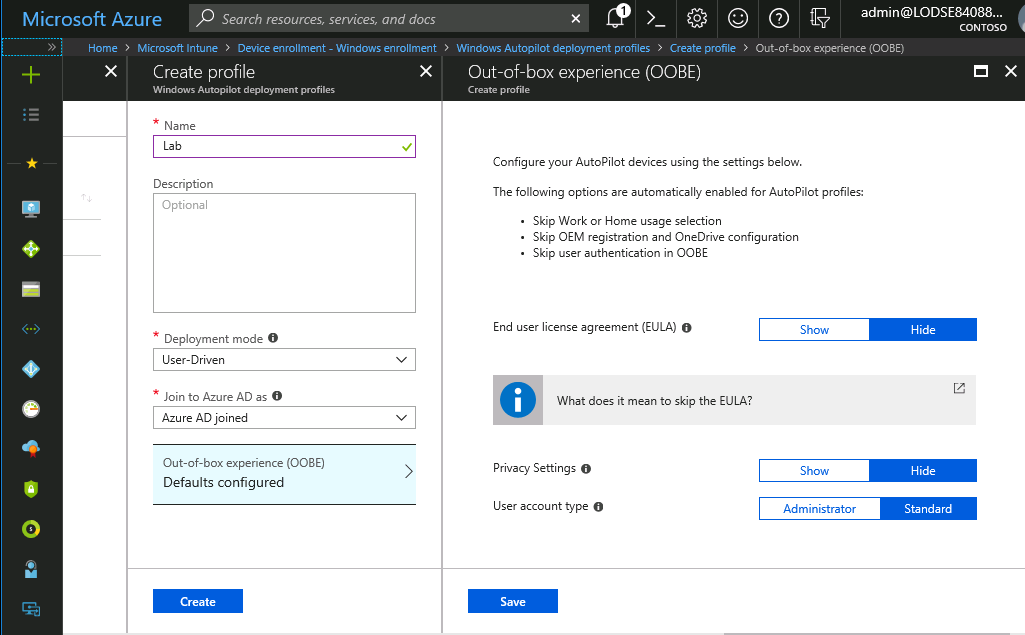 Microsoft Azure
Search resources, services, and docs
1
admin@LODSE84088...
CONTOSO
Home > Microsoft Intune > Device enrollment - Windows enrollment > Windows Autopilot deployment profiles > Create profile > Out-of-box experience (OOBE)
Create profile
Windows Autopilot deployment profiles
* Name
Lab
Description
Optional
* Deployment mode
User-Driven
* Join to Azure AD as
Azure AD joined
Out-of-box experience (OOBE)
Defaults configured
Create
Out-of-box experience (OOBE)
Create profile
Configure your AutoPilot devices using the settings below.
The following options are automatically enabled for AutoPilot profiles:
• Skip Work or Home usage selection
• Skip OEM registration and OneDrive configuration
• Skip user authentication in OOBE
End user license agreement (EULA) Show Hide
What does it mean to skip the EULA?
Privacy Settings Show Hide
User account type Administrator Standard
Save